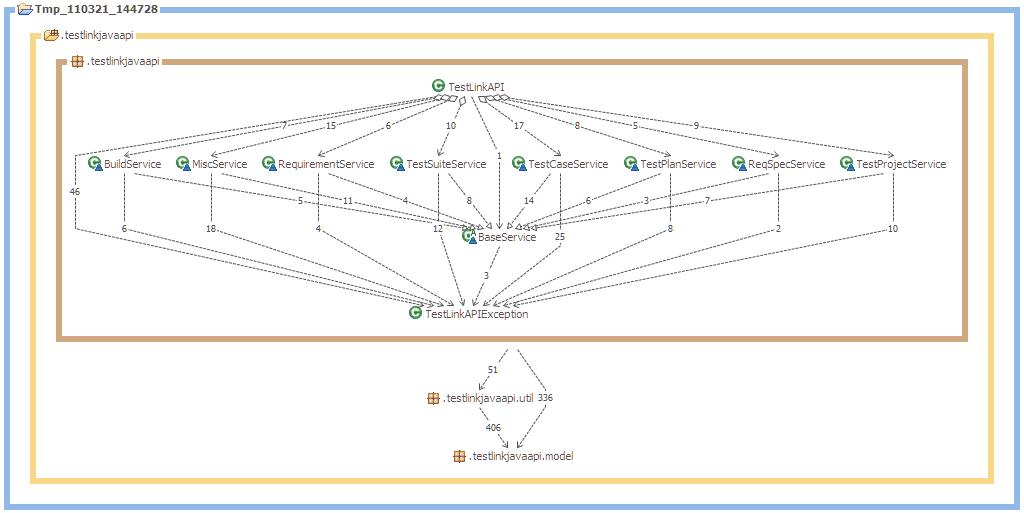 Tmp_110321_144728
.testlinkjavaapi
.testlinkjavaapi
TestLinkAPI
7 15 6 10 1 17 8 5 9
BuildService MiscService RequirementService TestSuiteService TestCaseService TestPlanService ReqSpecService TestProjectService
46 5 11 4 8 14 6 3 7
6 18 4 12 BaseService 25 8 2 10
3
TestLinkAPIException
51
.testlinkjavaapi.util 336
406
.testlinkjavaapi.model